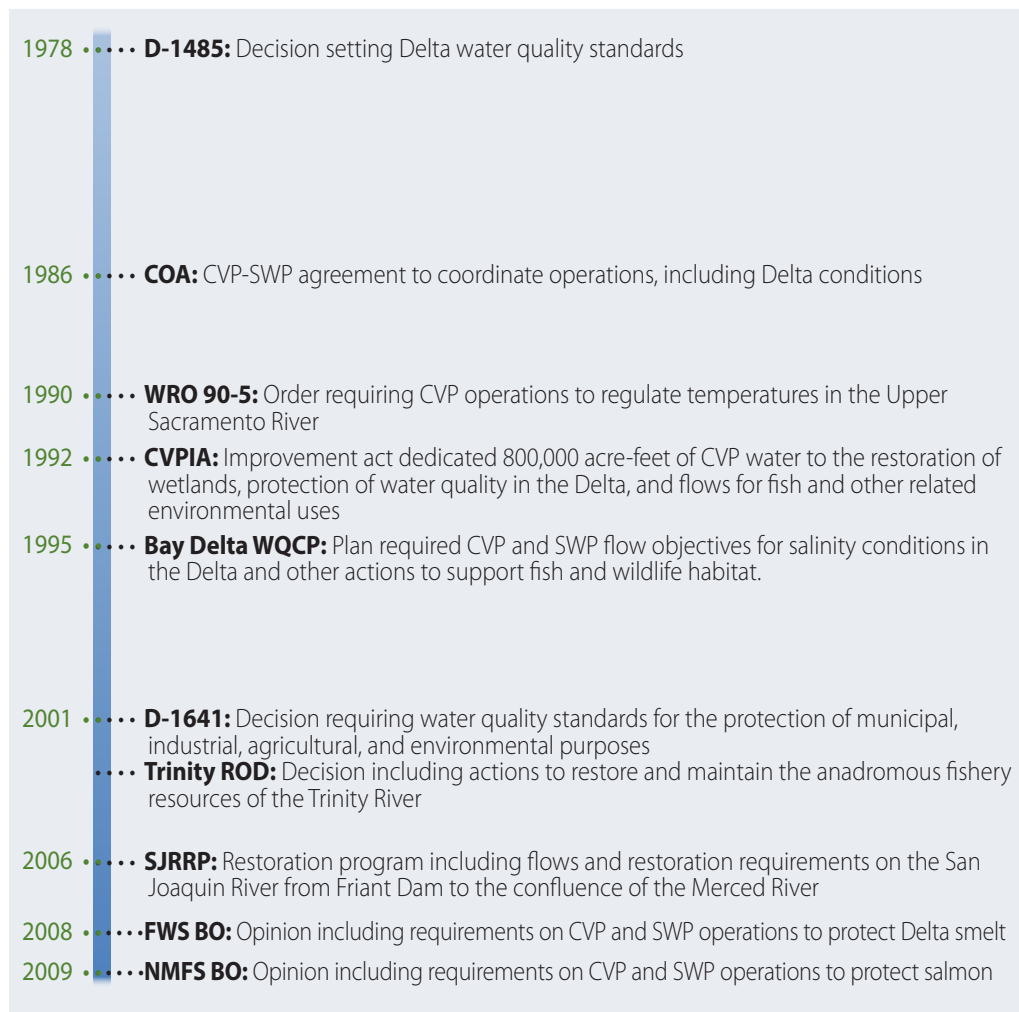 1978 D-1485: Decision setting Delta water quality standards
1986 COA: CVP-SWP agreement to coordinate operations, including Delta conditions
1990 WRO 90-5: Order requiring CVP operations to regulate temperatures in the Upper
Sacramento River
1992 CVPIA: Improvement act dedicated 800,000 acre-feet of CVP water to the restoration of
wetlands, protection of water quality in the Delta, and flows for fish and other related
environmental uses
1995 Bay Delta WQCP: Plan required CVP and SWP flow objectives for salinity conditions in
the Delta and other actions to support fish and wildlife habitat.
2001 D-1641: Decision requiring water quality standards for the protection of municipal,
industrial, agricultural, and environmental purposes
Trinity ROD: Decision including actions to restore and maintain the anadromous fishery
resources of the Trinity River
2006 SJRRP: Restoration program including flows and restoration requirements on the San
Joaquin River from Friant Dam to the confluence of the Merced River
2008 FWS BO: Opinion including requirements on CVP and SWP operations to protect Delta smelt
2009 NMFS BO: Opinion including requirements on CVP and SWP operations to protect salmon